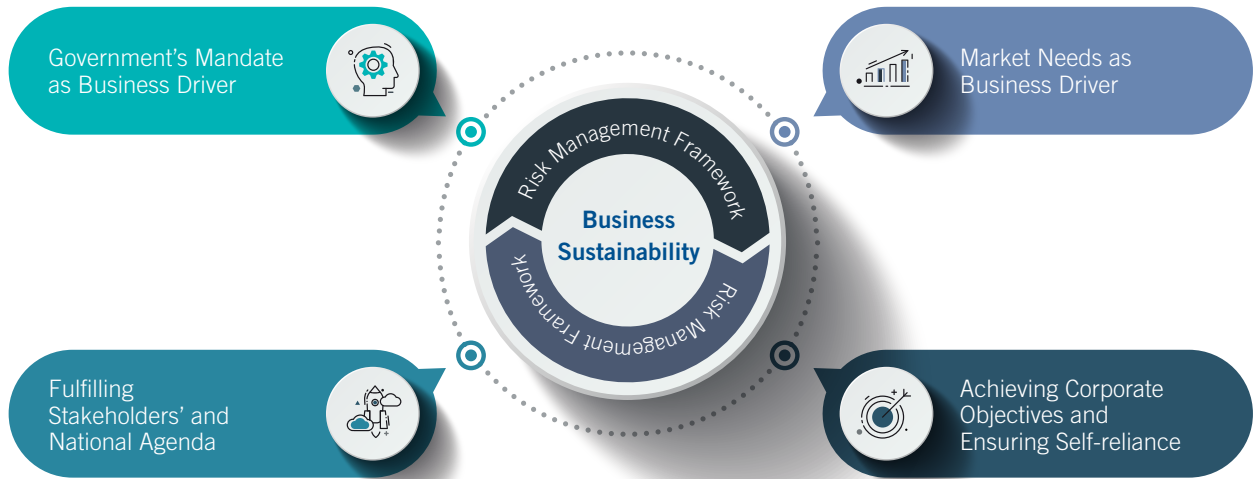 Government’s Mandate
as Business Driver
Market Needs as
Business Driver
Risk Management Framework
Business
Sustainability
Risk Management Framework
Fulfilling
Stakeholders’ and
National Agenda
Achieving Corporate
Objectives and
Ensuring Self-reliance